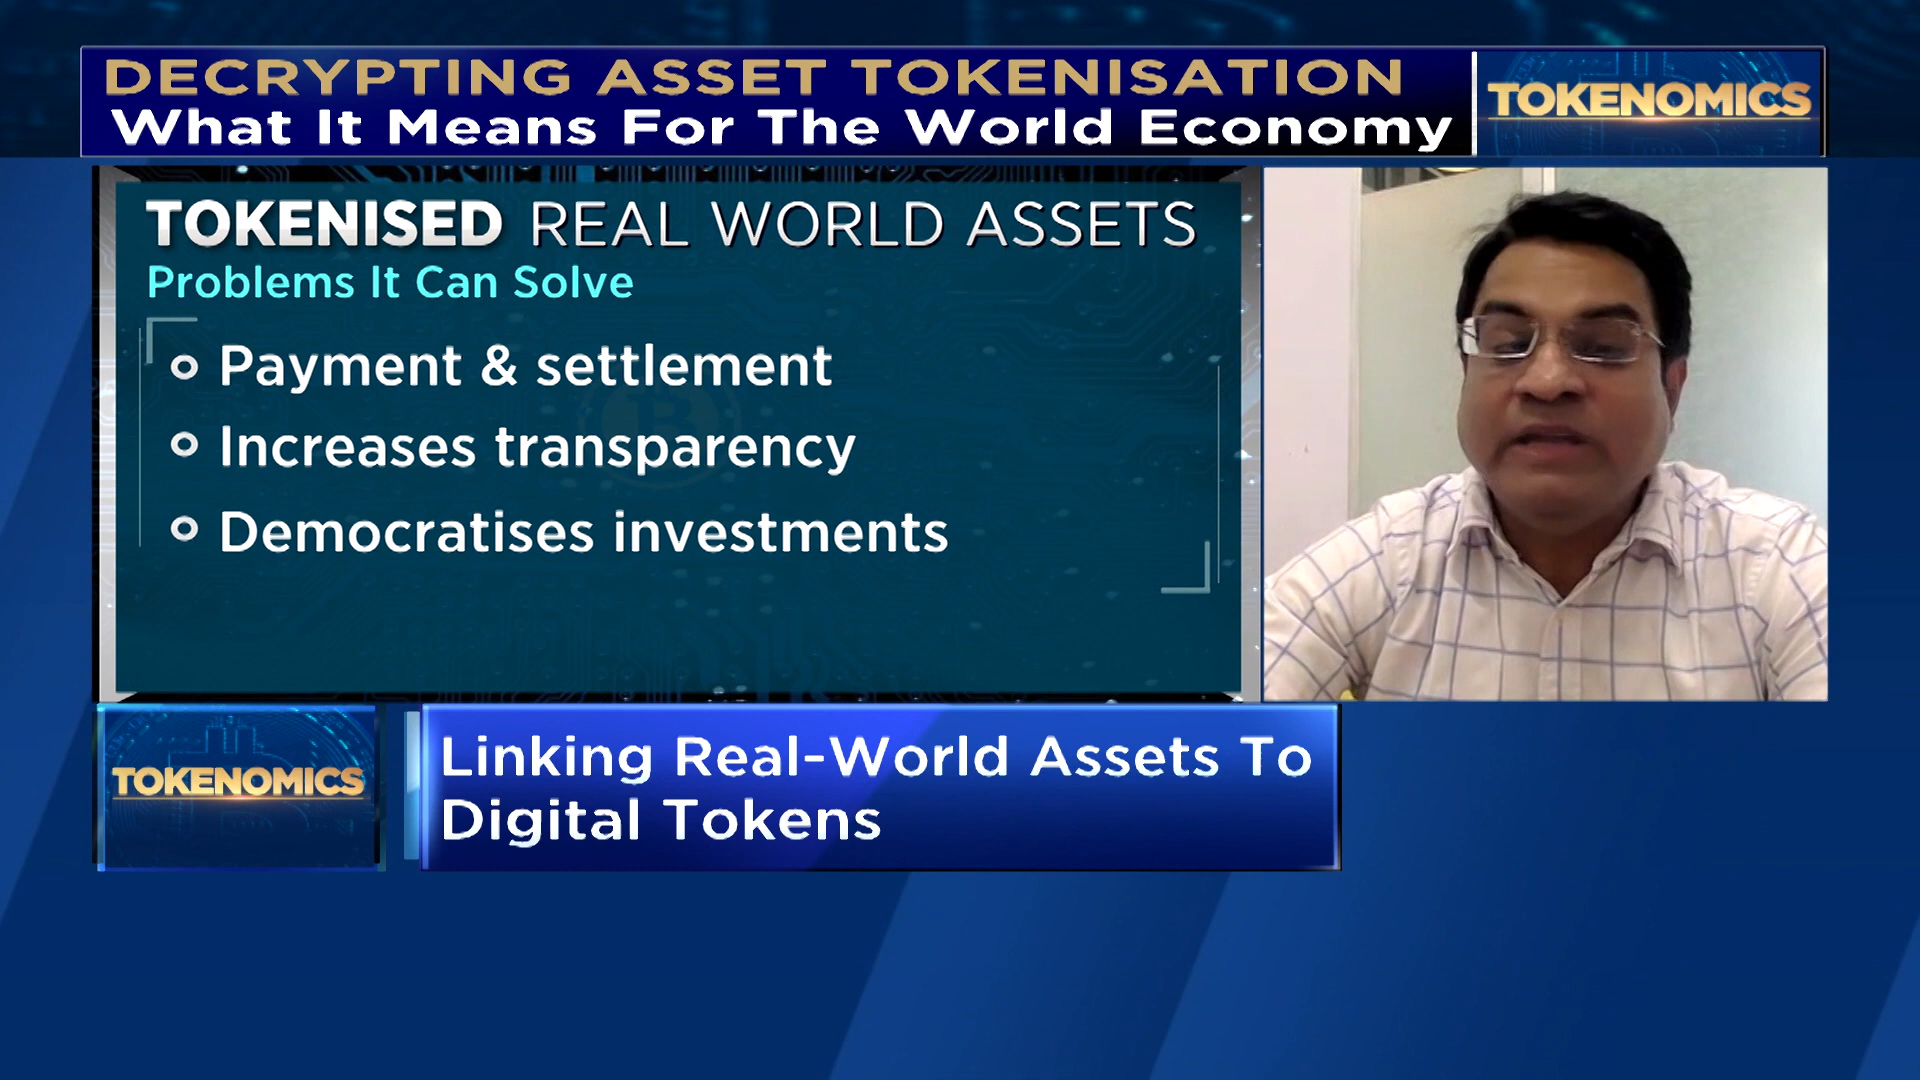 DECRYPTING ASSET TOKENISATION
What It Means For The World Economy
TOKENOMICS
TOKENISED REAL WORLD ASSETS
Problems It Can Solve
Payment & settlement
Increases transparency
Democratises investments
TOKENOMICS
Linking Real-World Assets To
Digital Tokens